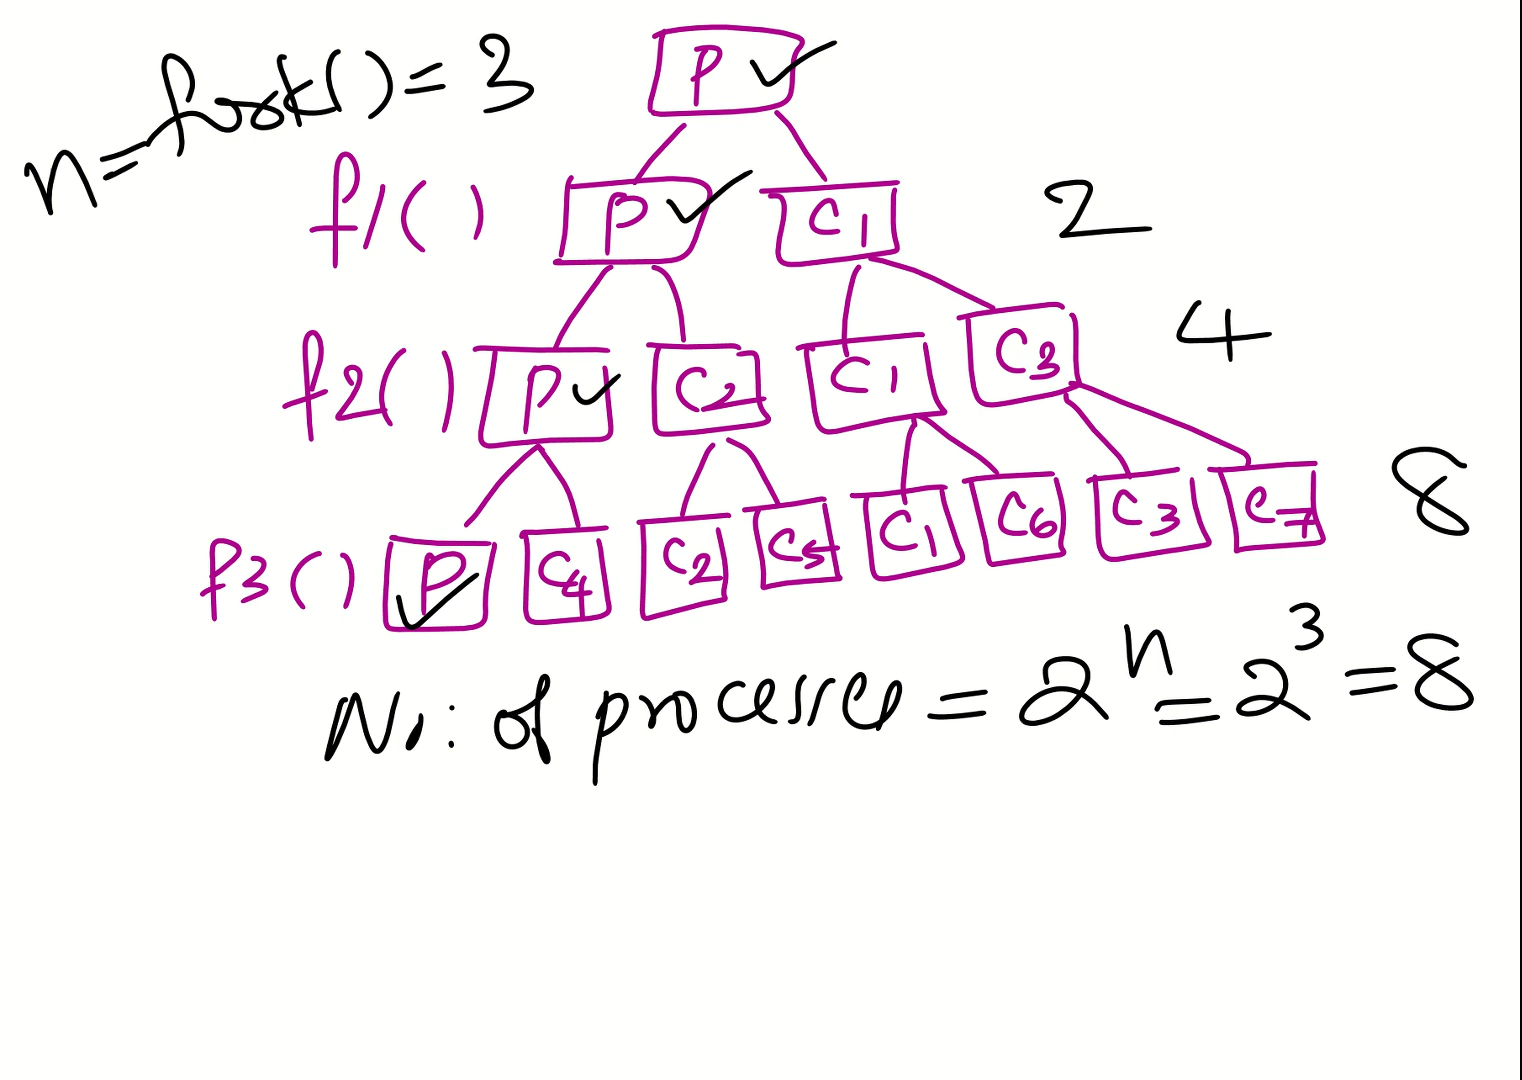 n=fork()=3
P
f1() P C1 2
f2() P C2 C1 C3 4
f3() P C4 C2 C5 C1 C6 C3 C7 8
No: of processes = 2^n = 2^3 = 8